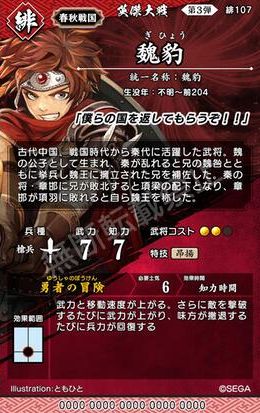 緋 春秋戦国 英傑大戦 第3弾 緋107
ぎ ひょう
魏豹
統一名称：魏豹
生没年：不明～前204
「僕らの国を返してもらうぞ！！」
古代中国、戦国時代から秦代に活躍した武将。魏
の公子として生まれ、秦が乱れると兄の魏咎とと
もに挙兵し魏王に擁立された兄を補佐した。秦の
将・章邯に兄が敗北すると項梁の配下となり、章
邯が項羽に敗れると自ら魏王を称した。
兵種 武力 知力 武将コスト
槍兵 7 7 特技 昂揚
ゆうしゃのぼうけん
勇者の冒険 必要士気 6 効果時間 知力時間
効果範囲
武力と移動速度が上がる。さらに敵を撃破
するたびに武力が上がり、味方が撤退する
たびに兵力が回復する
Illustration:ともひと ©SEGA
0000-0000-0000-0000-0000